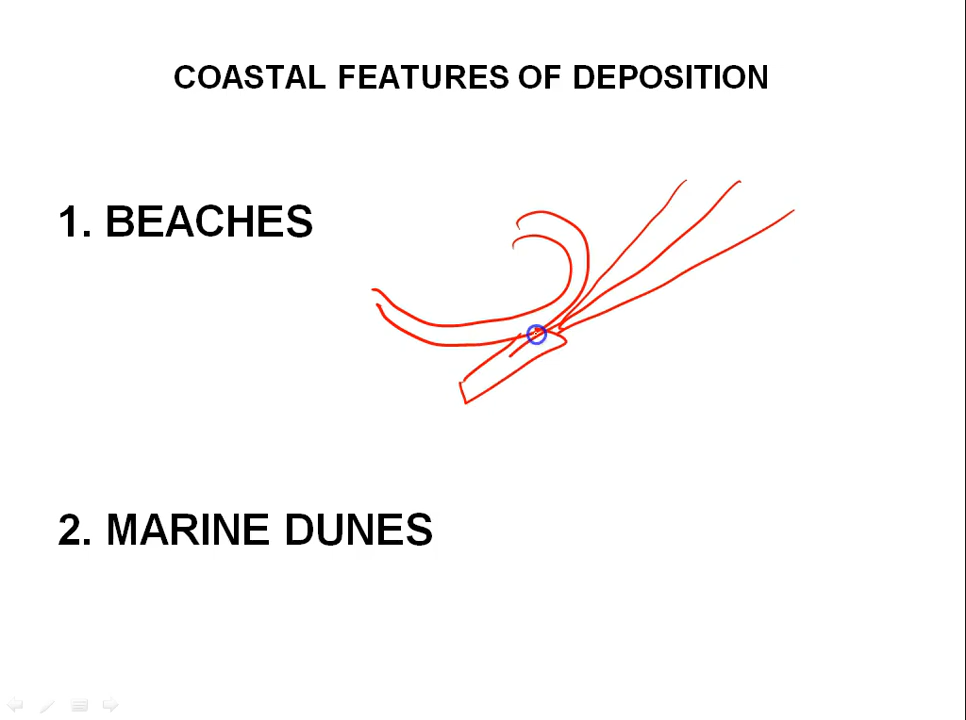 COASTAL FEATURES OF DEPOSITION
1. BEACHES
2. MARINE DUNES